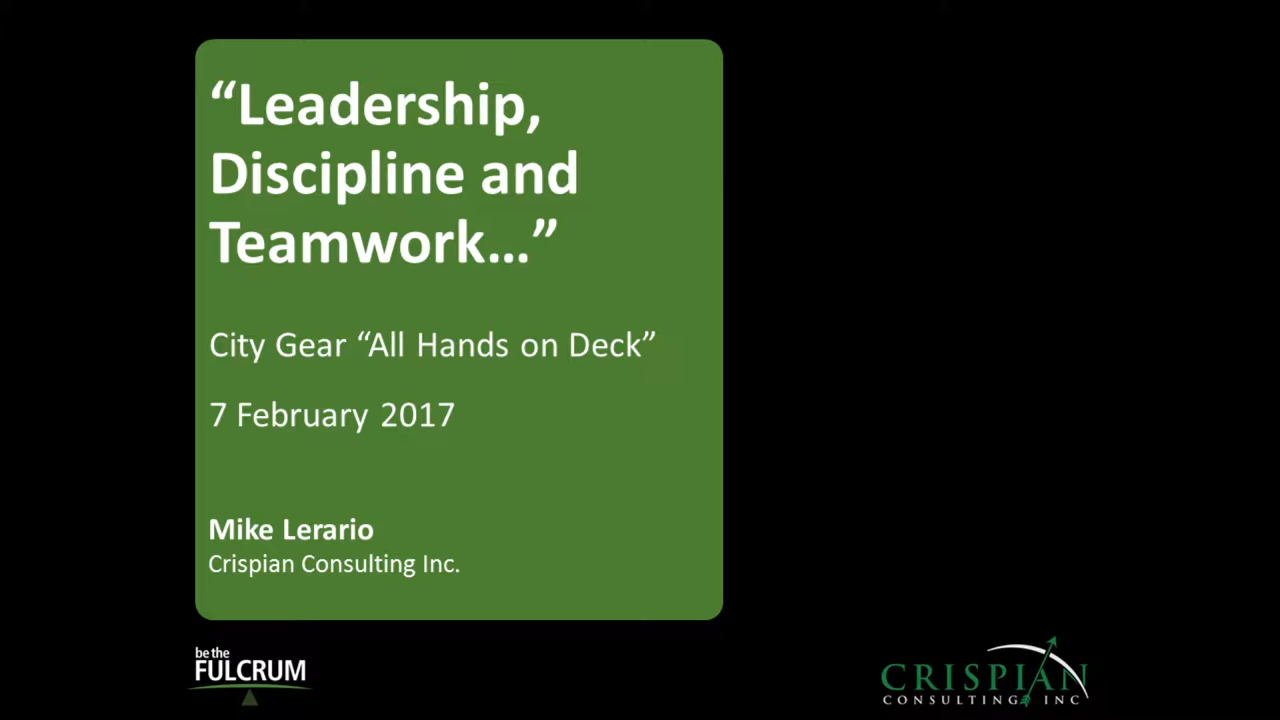 “Leadership,
Discipline and
Teamwork…”
City Gear “All Hands on Deck”
7 February 2017
Mike Lerario
Crispian Consulting Inc.
be the
FULCRUM
CRISPIAN
CONSULTING INC